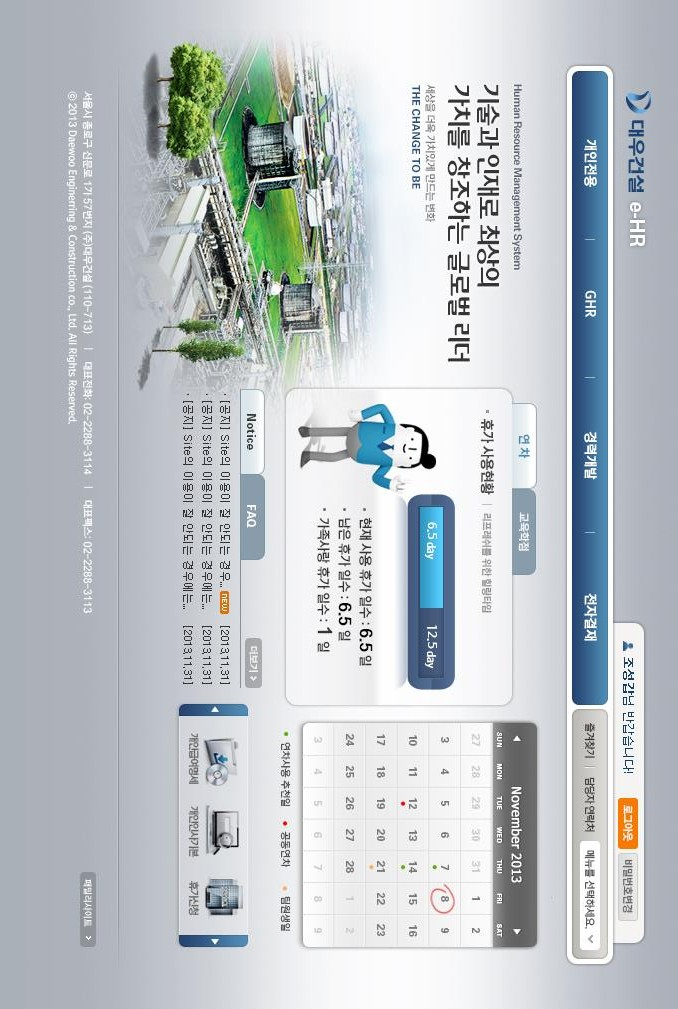 대우건설 e-HR
조성갑님 반갑습니다!
로그아웃
비밀번호변경
개인전용 | GHR | 경력개발 | 전자결재
즐겨찾기 | 담당자 연락처
메뉴를 선택하세요.
Human Resource Management System
기술과 인재로 최상의
가치를 창조하는 글로벌 리더
세상을 더욱 가치있게 만드는 변화
THE CHANGE TO BE
연차
교육학점
휴가 사용현황 | 리프레쉬를 위한 힐링타임
6.5 day
12.5 day
· 현재 사용 휴가 일수 : 6.5 일
· 남은 휴가 일수 : 6.5 일
· 가족사랑 휴가 일수 : 1 일
November 2013
SUN MON TUE WED THU FRI SAT
27 28 29 30 31 1 2
3 4 5 6 7 8 9
10 11 12 13 14 15 16
17 18 19 20 21 22 23
24 25 26 27 28 1 2
3 4 5 6 7 8 9
연차사용 추천일
공동연차
팀원생일
Notice
FAQ
더보기
· [공지] Site의 이용이 잘 안되는 경우... NEW [2013.11.31]
· [공지] Site의 이용이 잘 안되는 경우에는... [2013.11.31]
· [공지] Site의 이용이 잘 안되는 경우에는... [2013.11.31]
개인급여명세
개인인사기본
휴가신청
서울시 종로구 신문로 1가 57번지 (주)대우건설 (110-713) | 대표전화: 02-2288-3114 | 대표팩스: 02-2288-3113
ⓒ 2013 Daewoo Enginerring & Construction co., Ltd. All Rights Reserved.
패밀리사이트